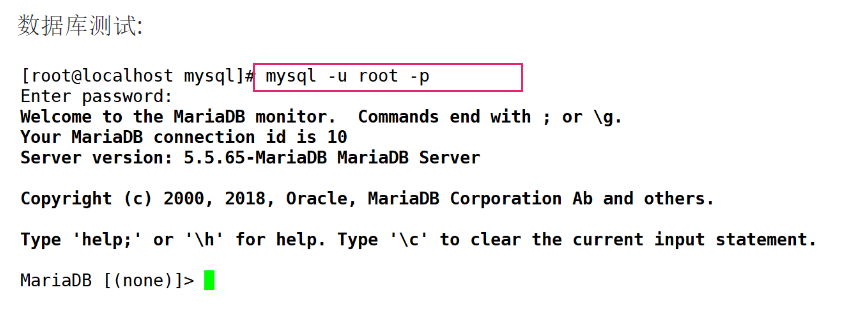 数据库测试:
[root@localhost mysql]# mysql -u root -p
Enter password:
Welcome to the MariaDB monitor.  Commands end with ; or \g.
Your MariaDB connection id is 10
Server version: 5.5.65-MariaDB MariaDB Server
Copyright (c) 2000, 2018, Oracle, MariaDB Corporation Ab and others.
Type 'help;' or '\h' for help. Type '\c' to clear the current input statement.
MariaDB [(none)]>